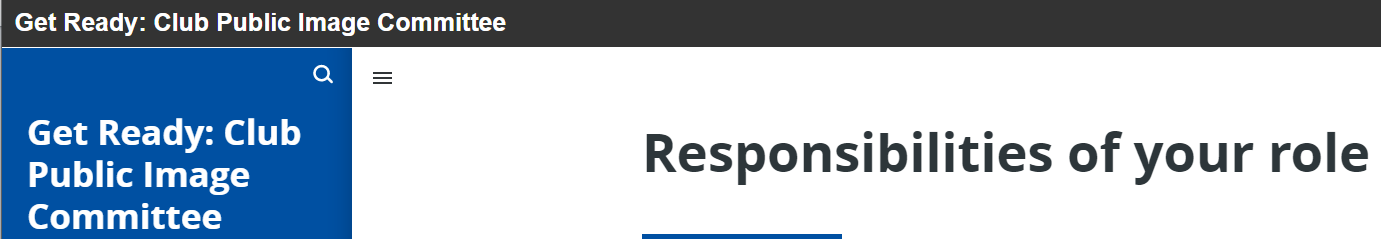 Get Ready: Club Public Image Committee
Get Ready: Club
Public Image
Committee
Responsibilities of your role